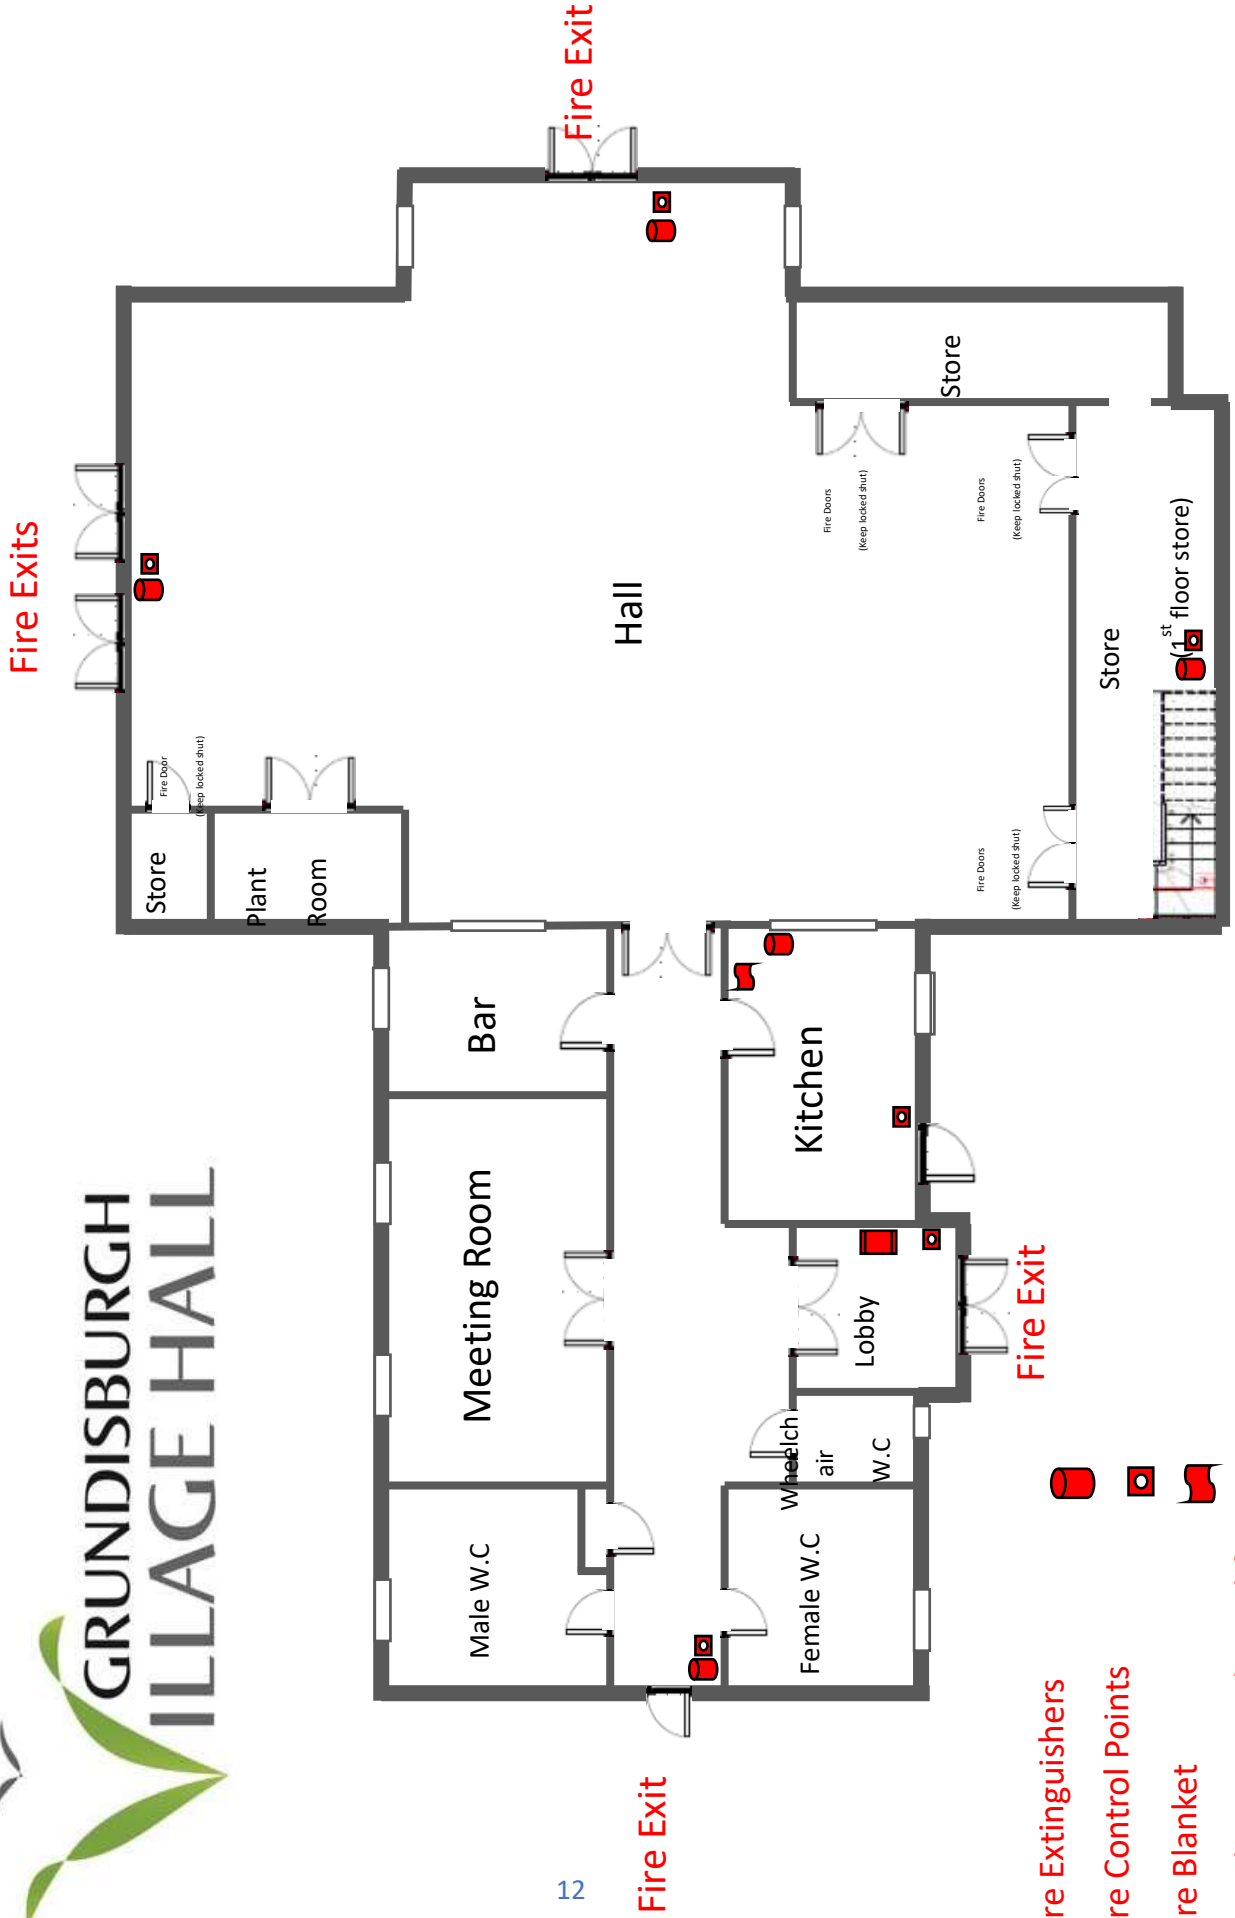 GRUNDISBURGH
ILLAGE HALL
Fire Exits
Fire Exit
Store
Fire Door
(Keep locked shut)
Plant
Room
Hall
Bar
Meeting Room
Male W.C
Kitchen
Lobby
Wheelch
air
W.C
Female W.C
Store
Fire Doors
(Keep locked shut)
Fire Doors
(Keep locked shut)
Fire Doors
(Keep locked shut)
Store
(1st floor store)
Fire Exit
Fire Exit
12
re Extinguishers
re Control Points
re Blanket